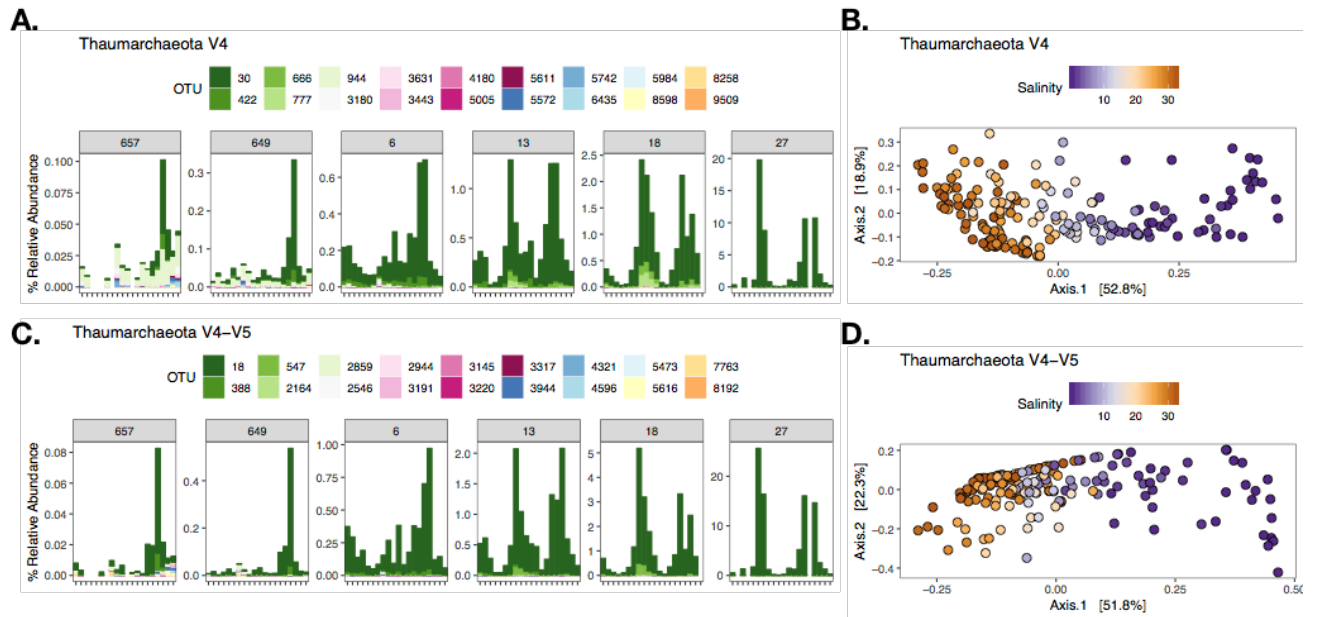 A.
Thaumarchaeota V4
OTU
30 666 944 3631 4180 5611 5742 5984 8258
422 777 3180 3443 5005 5572 6435 8598 9509
657 649 6 13 18 27
% Relative Abundance
0.100
0.075
0.050
0.025
0.000
0.3
0.2
0.1
0.0
0.6
0.4
0.2
0.0
1.0
0.5
0.0
2.5
2.0
1.5
1.0
0.5
0.0
20
15
10
5
0
B.
Thaumarchaeota V4
Salinity
10 20 30
Axis.2 [18.9%]
0.3
0.2
0.1
0.0
−0.1
−0.2
−0.25 0.00 0.25
Axis.1 [52.8%]
C.
Thaumarchaeota V4−V5
OTU
18 547 2859 2944 3145 3317 4321 5473 7763
388 2164 2546 3191 3220 3944 4596 5616 8192
657 649 6 13 18 27
% Relative Abundance
0.08
0.06
0.04
0.02
0.00
0.4
0.2
0.0
1.00
0.75
0.50
0.25
0.00
2.0
1.5
1.0
0.5
0.0
5
4
3
2
1
0
20
10
0
D.
Thaumarchaeota V4−V5
Salinity
10 20 30
Axis.2 [22.3%]
0.2
0.0
−0.2
−0.4
−0.25 0.00 0.25 0.50
Axis.1 [51.8%]